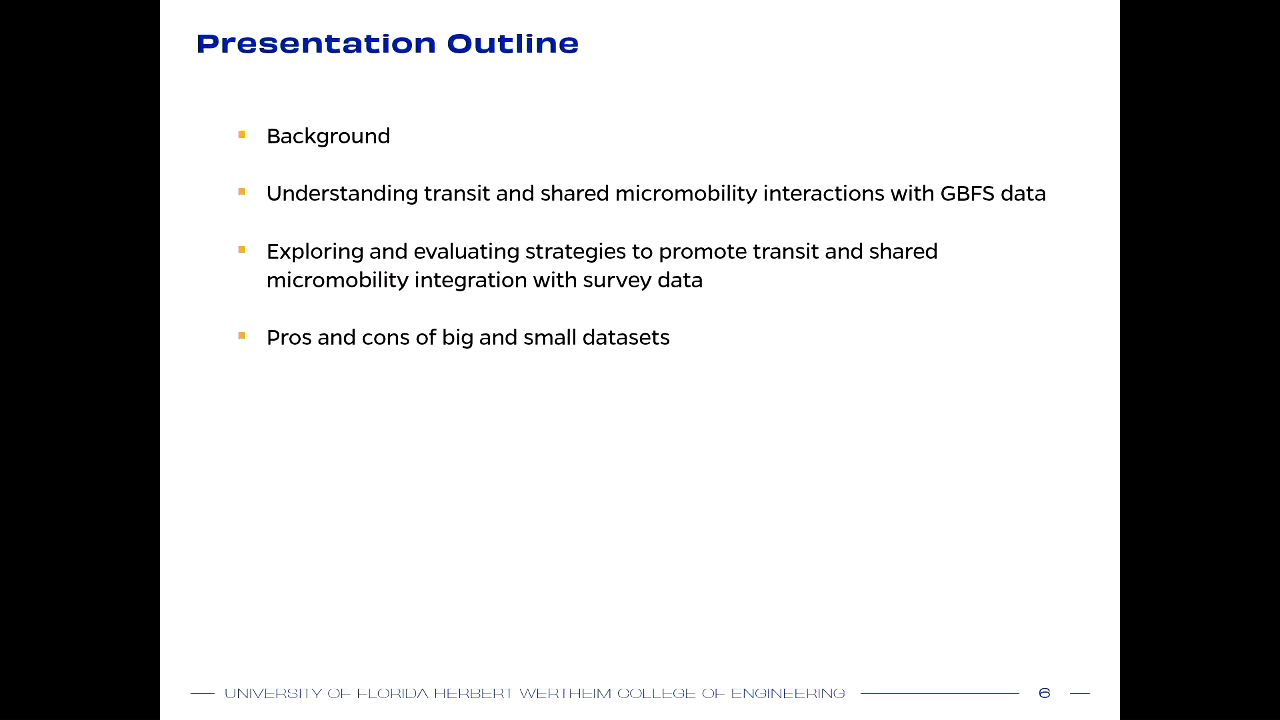 Presentation Outline
Background
Understanding transit and shared micromobility interactions with GBFS data
Exploring and evaluating strategies to promote transit and shared
micromobility integration with survey data
Pros and cons of big and small datasets
UNIVERSITY OF FLORIDA HERBERT WERTHEIM COLLEGE OF ENGINEERING 6